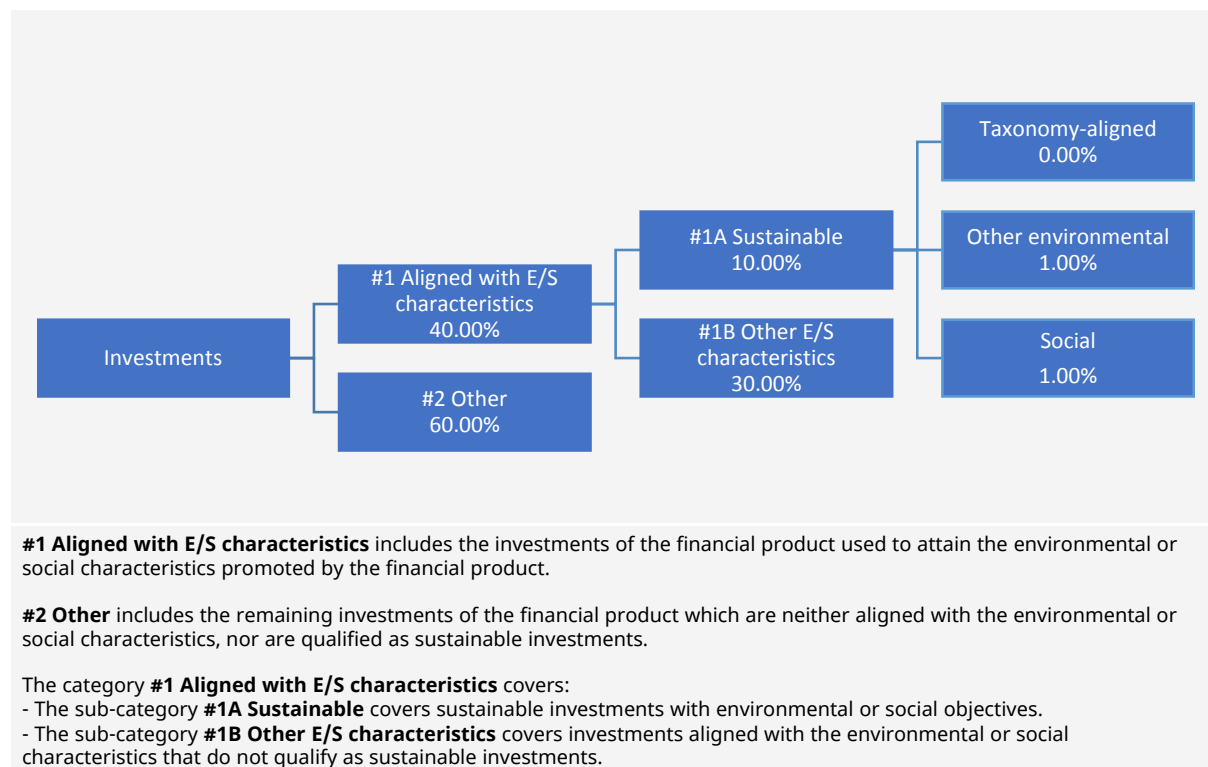 Investments
#1 Aligned with E/S
characteristics
40.00%
#2 Other
60.00%
#1A Sustainable
10.00%
#1B Other E/S
characteristics
30.00%
Taxonomy-aligned
0.00%
Other environmental
1.00%
Social
1.00%
#1 Aligned with E/S characteristics includes the investments of the financial product used to attain the environmental or
social characteristics promoted by the financial product.
#2 Other includes the remaining investments of the financial product which are neither aligned with the environmental or
social characteristics, nor are qualified as sustainable investments.
The category #1 Aligned with E/S characteristics covers:
- The sub-category #1A Sustainable covers sustainable investments with environmental or social objectives.
- The sub-category #1B Other E/S characteristics covers investments aligned with the environmental or social
characteristics that do not qualify as sustainable investments.